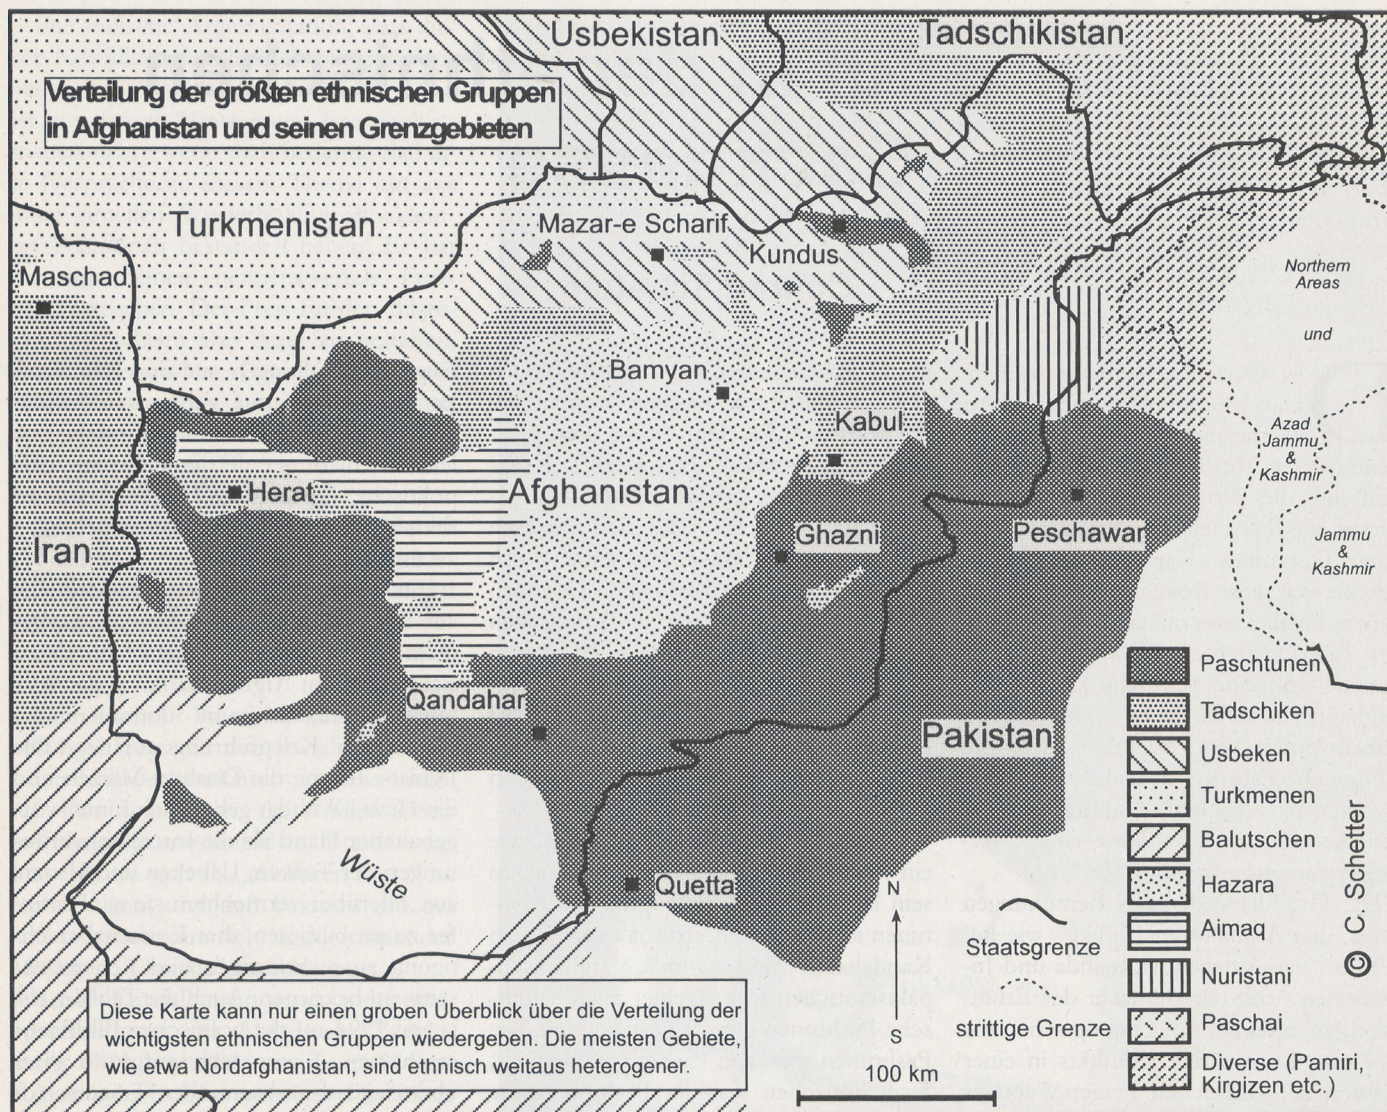 Usbekistan
Tadschikistan
Verteilung der größten ethnischen Gruppen
in Afghanistan und seinen Grenzgebieten
Turkmenistan
Mazar-e Scharif
Kundus
Maschad
Northern
Areas
und
Bamyan
Kabul
Azad
Jammu
&
Kashmir
Herat
Afghanistan
Ghazni
Peschawar
Iran
Jammu
&
Kashmir
Qandahar
Pakistan
Wüste
Quetta
Paschtunen
Tadschiken
Usbeken
Turkmenen
Balutschen
Hazara
Aimaq
Nuristani
Paschai
Diverse (Pamiri,
Kirgizen etc.)
N
S
Staatsgrenze
strittige Grenze
100 km
© C. Schetter
Diese Karte kann nur einen groben Überblick über die Verteilung der
wichtigsten ethnischen Gruppen wiedergeben. Die meisten Gebiete,
wie etwa Nordafghanistan, sind ethnisch weitaus heterogener.